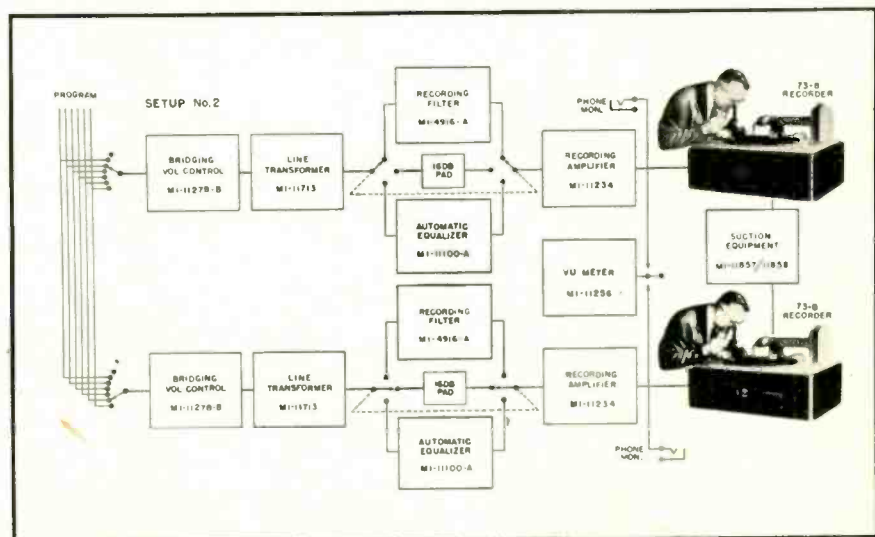 PROGRAM
SETUP No.2
BRIDGING
VOL CONTROL
MI-11278-B
LINE
TRANSFORMER
MI-11713
RECORDING
FILTER
MI-4916-A
16DB
PAD
AUTOMATIC
EQUALIZER
MI-11100-A
RECORDING
AMPLIFIER
MI-11234
PHONE
MON.
73-B
RECORDER
VU METER
MI-11256
SUCTION
EQUIPMENT
MI-11857/11858
BRIDGING
VOL CONTROL
MI-11278-B
LINE
TRANSFORMER
MI-11713
RECORDING
FILTER
MI-4916-A
16DB
PAD
AUTOMATIC
EQUALIZER
MI-11100-A
RECORDING
AMPLIFIER
MI-11234
PHONE
MON.
73-B
RECORDER